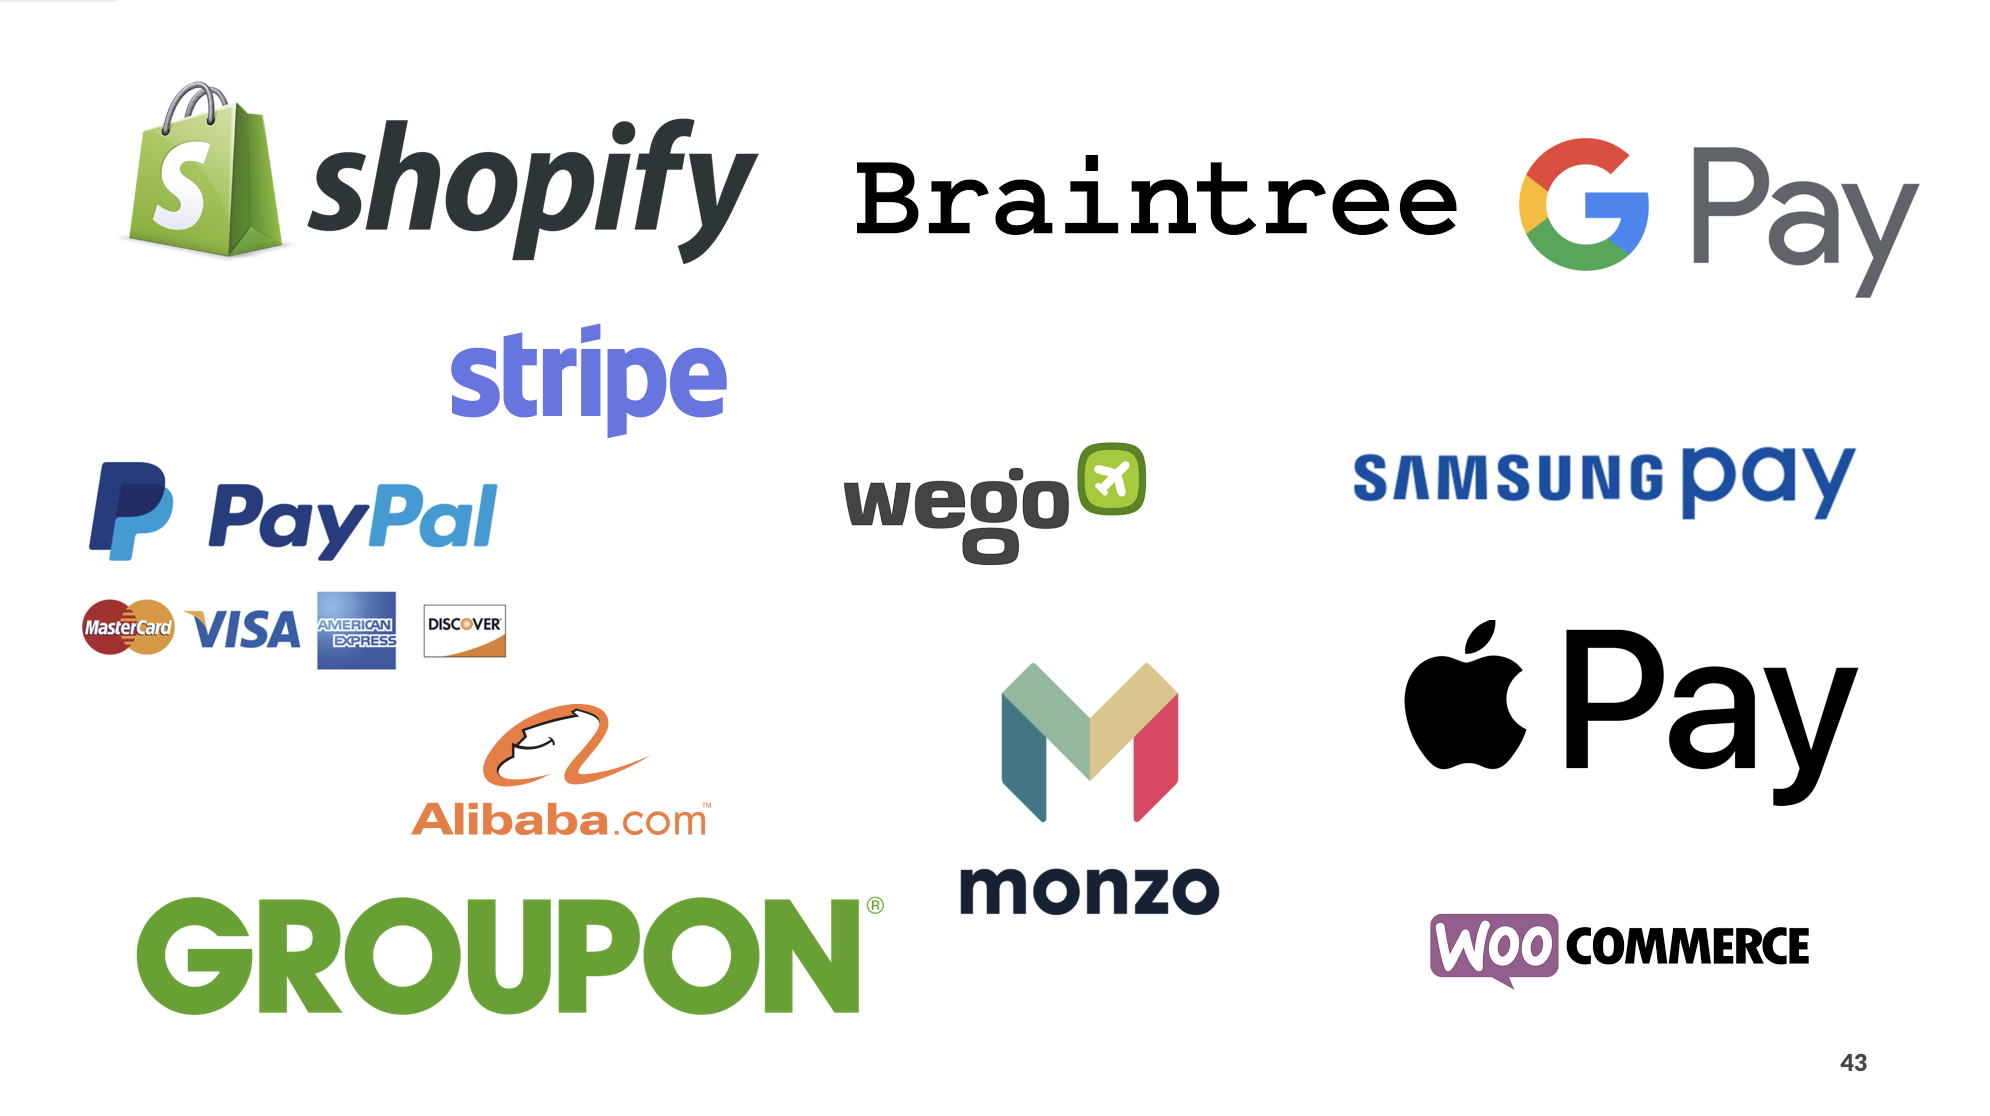 S shopify
Braintree
G Pay
stripe
PayPal
wego
SAMSUNG pay
MasterCard VISA AMERICAN EXPRESS DISCOVER
Pay
Alibaba.com™
monzo
GROUPON®
WOO COMMERCE
43